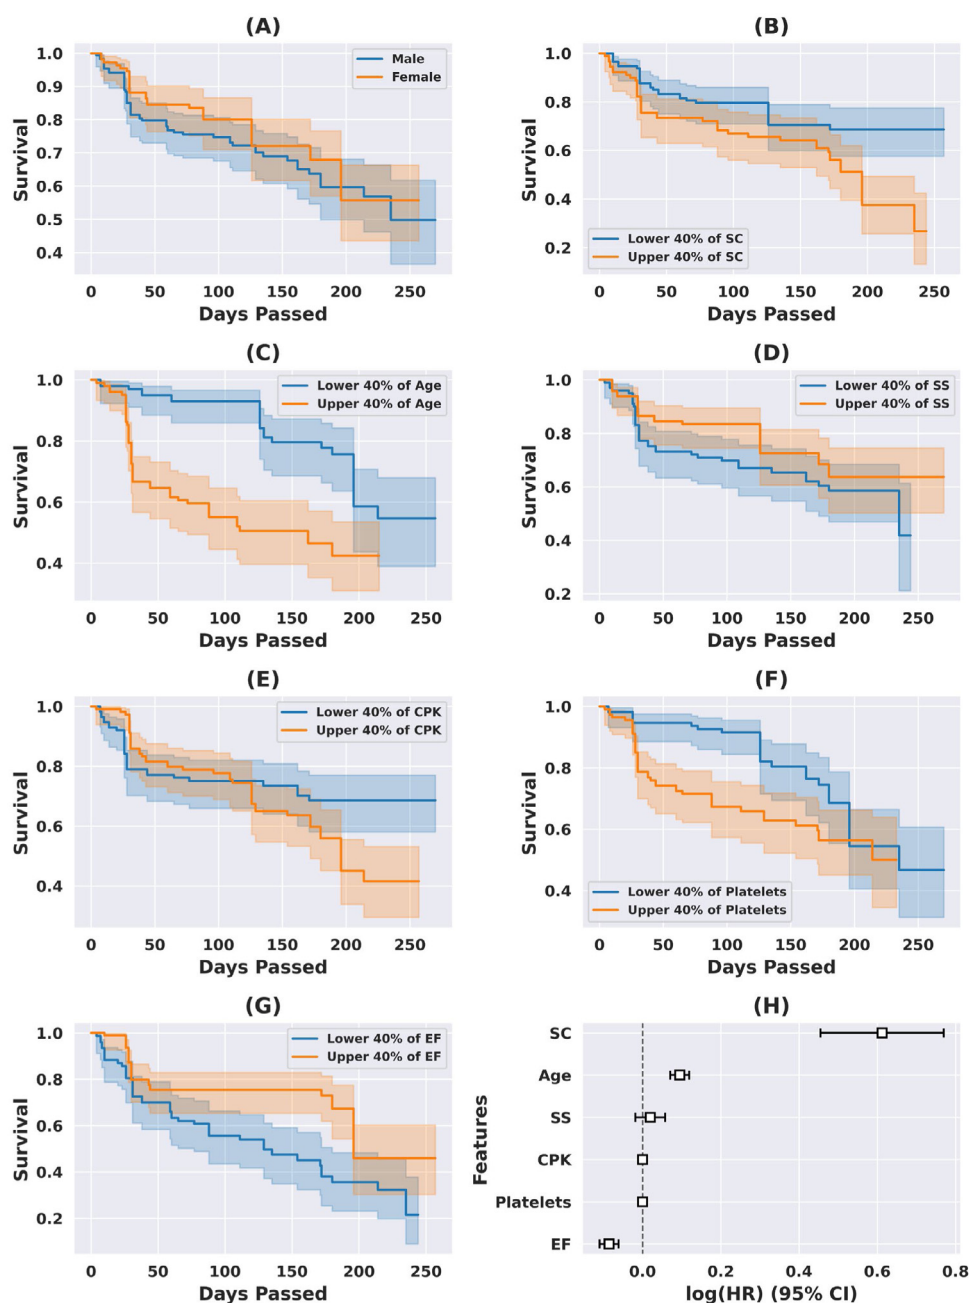 (A)
Survival
1.0
0.9
0.8
0.7
0.6
0.5
0.4
Male
Female
0 50 100 150 200 250
Days Passed
(B)
Survival
1.0
0.8
0.6
0.4
0.2
Lower 40% of SC
Upper 40% of SC
0 50 100 150 200 250
Days Passed
(C)
Survival
1.0
0.8
0.6
0.4
Lower 40% of Age
Upper 40% of Age
0 50 100 150 200 250
Days Passed
(D)
Survival
1.0
0.8
0.6
0.4
0.2
Lower 40% of SS
Upper 40% of SS
0 50 100 150 200 250
Days Passed
(E)
Survival
1.0
0.8
0.6
0.4
Lower 40% of CPK
Upper 40% of CPK
0 50 100 150 200 250
Days Passed
(F)
Survival
1.0
0.8
0.6
0.4
Lower 40% of Platelets
Upper 40% of Platelets
0 50 100 150 200 250
Days Passed
(G)
Survival
1.0
0.8
0.6
0.4
0.2
Lower 40% of EF
Upper 40% of EF
0 50 100 150 200 250
Days Passed
(H)
Features
SC
Age
SS
CPK
Platelets
EF
0.0 0.2 0.4 0.6 0.8
log(HR) (95% CI)